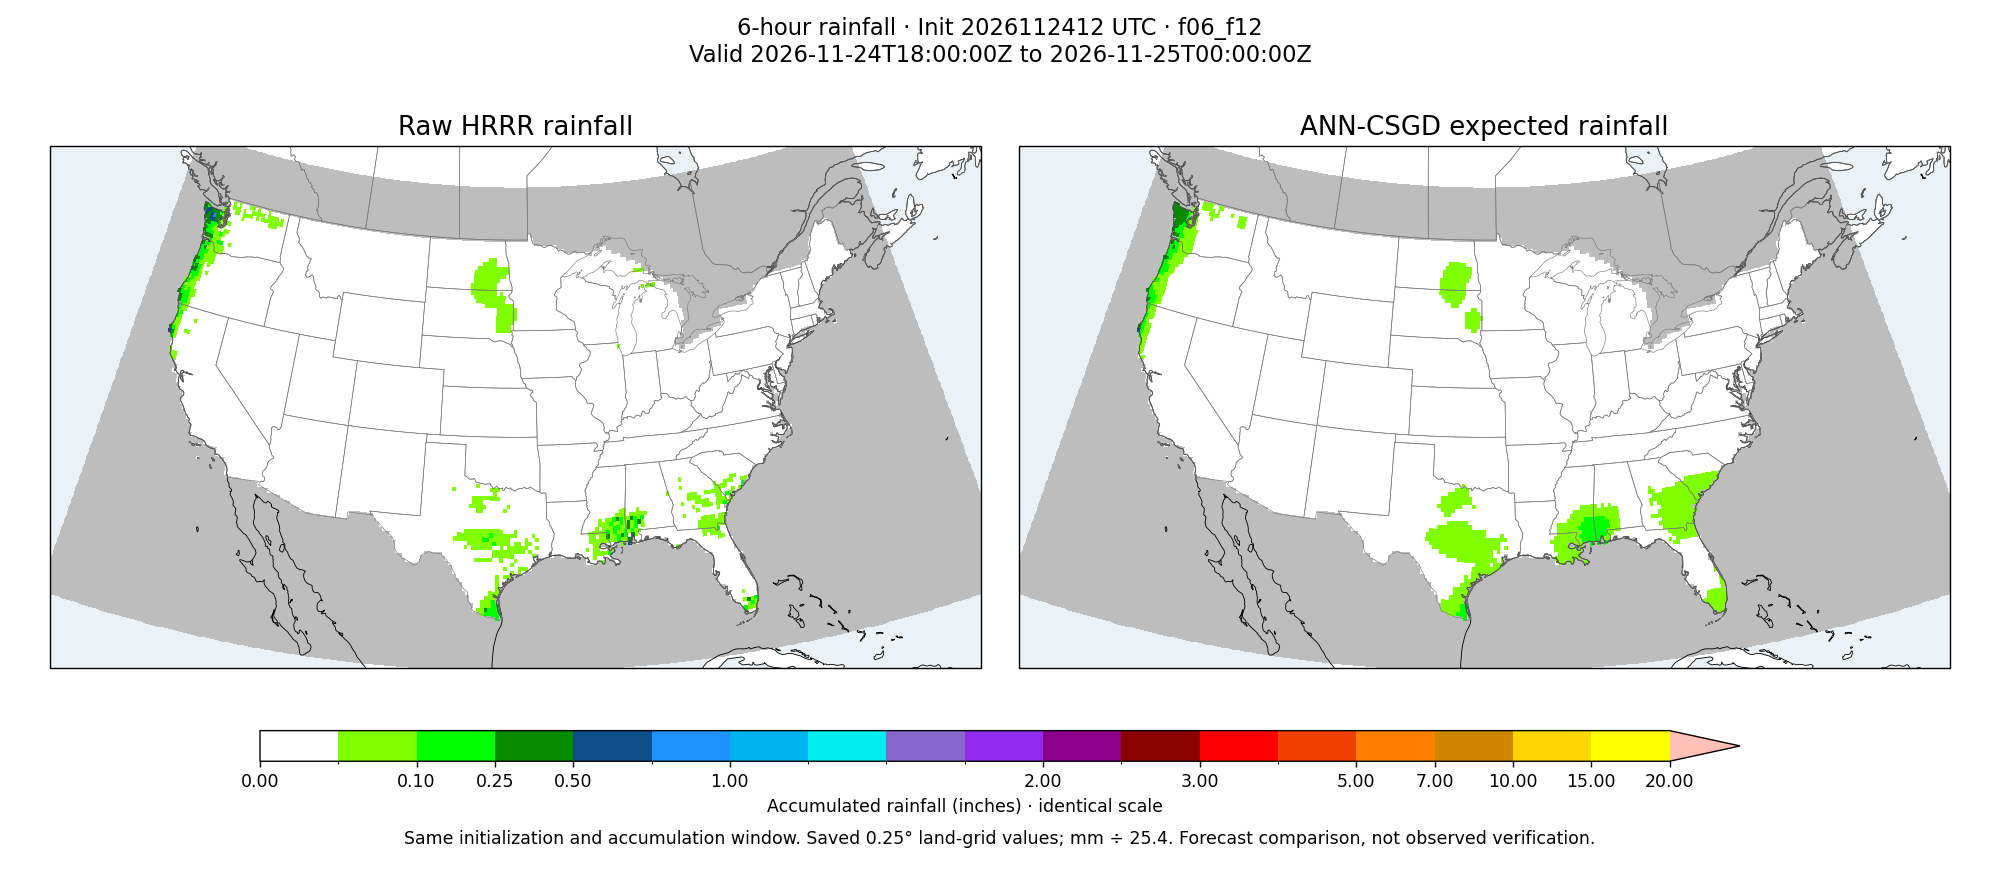 6-hour rainfall · Init 2026112412 UTC · f06_f12
Valid 2026-11-24T18:00:00Z to 2026-11-25T00:00:00Z
Raw HRRR rainfall
ANN-CSGD expected rainfall
0.00 0.10 0.25 0.50 1.00 2.00 3.00 5.00 7.00 10.00 15.00 20.00
Accumulated rainfall (inches) · identical scale
Same initialization and accumulation window. Saved 0.25° land-grid values; mm ÷ 25.4. Forecast comparison, not observed verification.